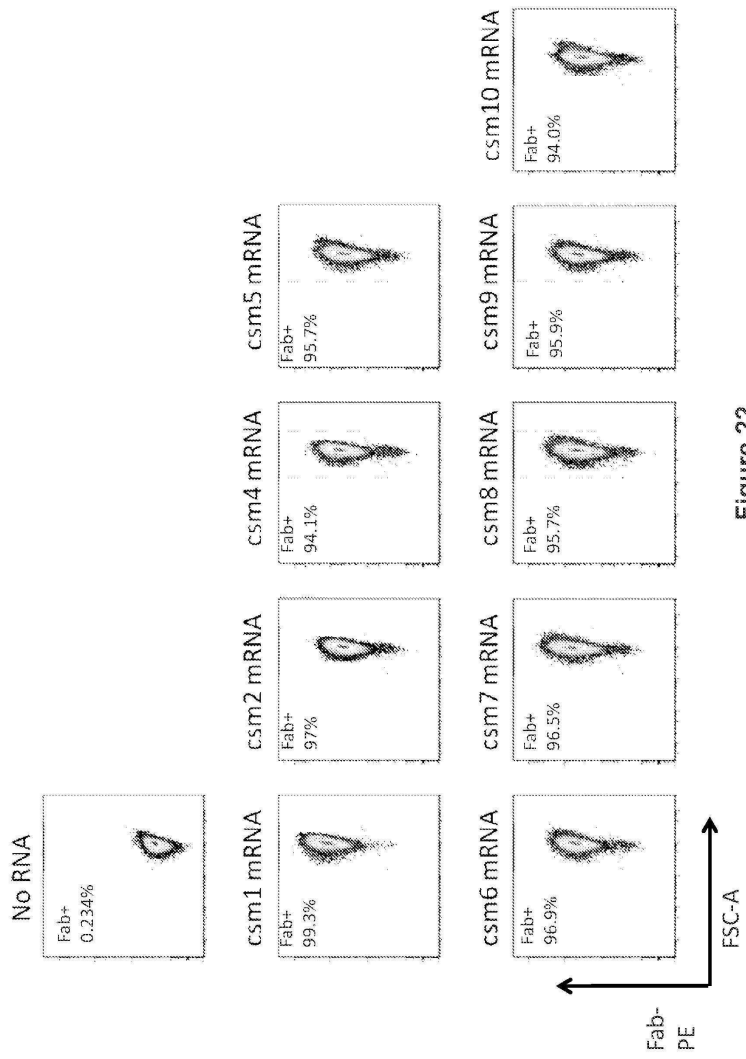 No RNA
Fab+
0.234%
csm1 mRNA
Fab+
99.3%
csm2 mRNA
Fab+
97%
csm4 mRNA
Fab+
94.1%
csm5 mRNA
Fab+
95.7%
csm6 mRNA
Fab+
96.9%
csm7 mRNA
Fab+
96.5%
csm8 mRNA
Fab+
95.7%
csm9 mRNA
Fab+
95.9%
csm10 mRNA
Fab+
94.0%
Fab-
PE
FSC-A
Figure